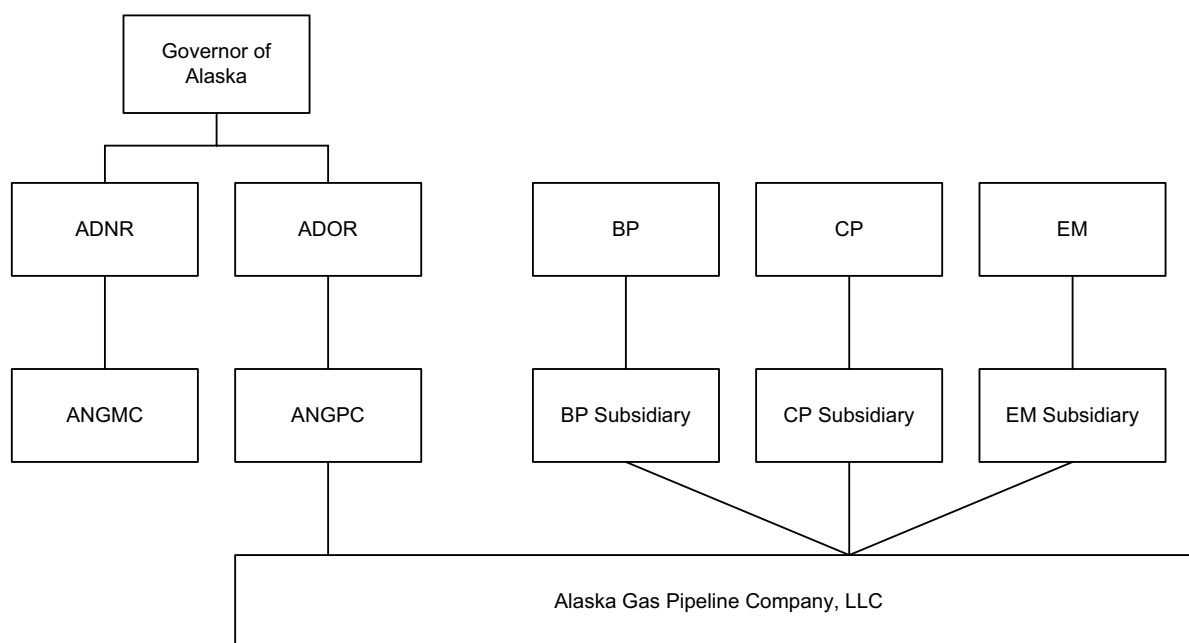 Governor of
Alaska
ADNR
ADOR
BP
CP
EM
ANGMC
ANGPC
BP Subsidiary
CP Subsidiary
EM Subsidiary
Alaska Gas Pipeline Company, LLC